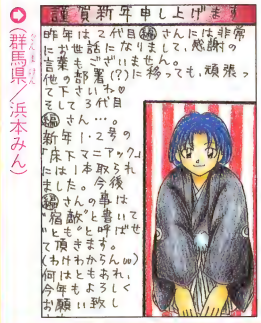 謹賀新年申し上げます
昨年は2代目編さんには非常
にお世話になりまして、感謝の
言葉もございません。
他の部署(?)に移っても、頑張っ
て下さいね♡
そして3代目
編さん…。
新年1・2号の
「床下マニアック」
には1本取られ
ました。今後
編さんの事は
"宿敵"と書いて
"とも"と呼ばせ
て頂きます。
(わけわからん(w))
何はともあれ、
今年もよろしく
お願い致し
(群馬県/浜本みん)
ぐんまけん